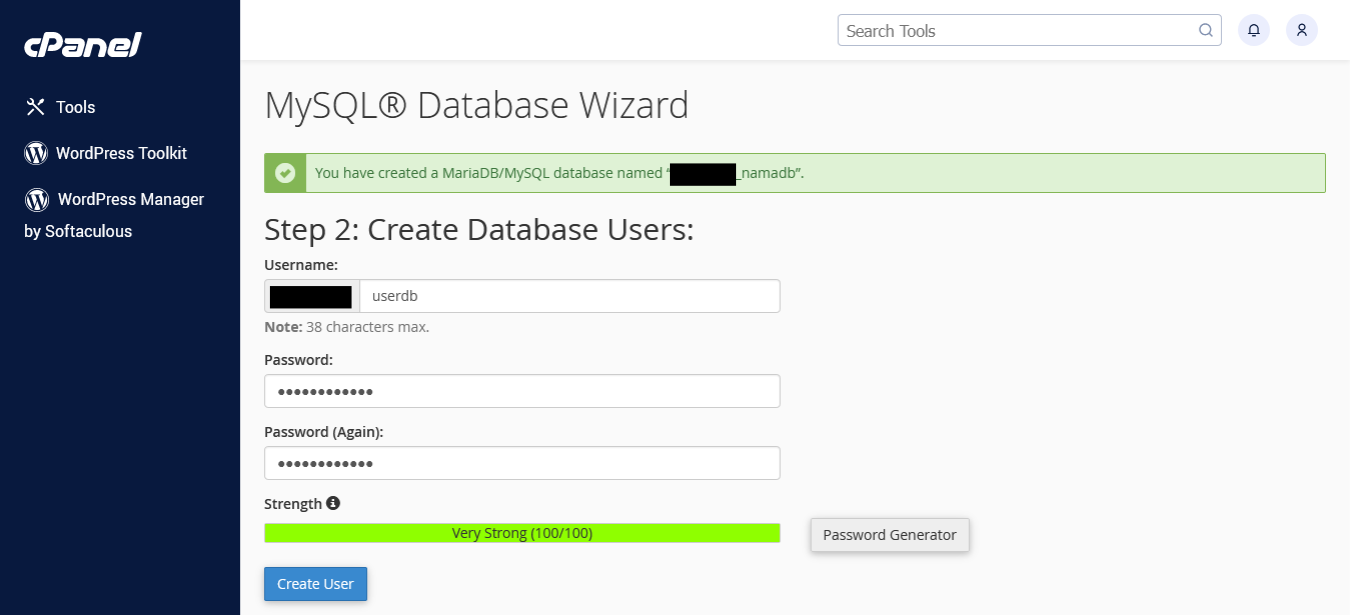 cPanel
Search Tools
Tools
WordPress Toolkit
WordPress Manager
by Softaculous
MySQL® Database Wizard
You have created a MariaDB/MySQL database named “ _namadb”.
Step 2: Create Database Users:
Username:
userdb
Note: 38 characters max.
Password:
••••••••••••
Password (Again):
••••••••••••
Strength
Very Strong (100/100)
Password Generator
Create User